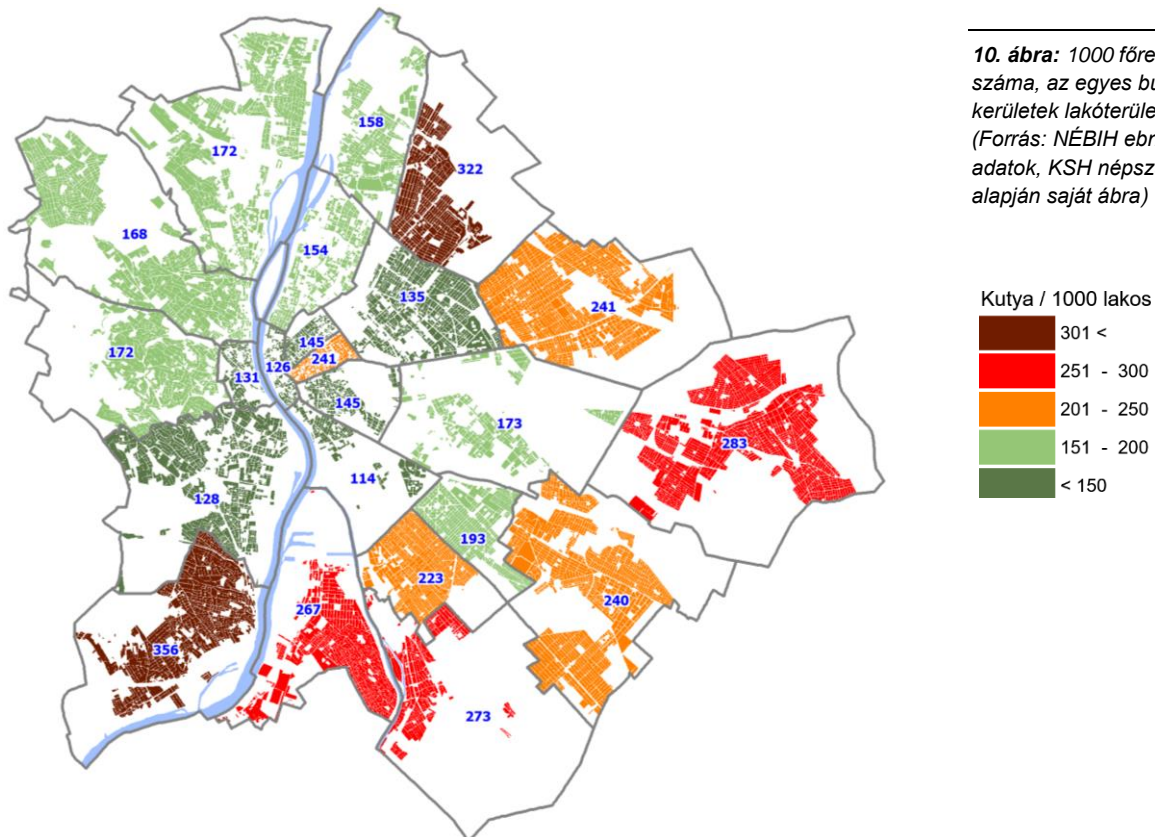 10. ábra: 1000 főre
száma, az egyes bu
kerületek lakóterüle
(Forrás: NÉBIH ebr
adatok, KSH népsz
alapján saját ábra)
172
158
322
168
154
135
241
172
145
241
126
131
145
173
283
128
114
193
223
240
267
356
273
Kutya / 1000 lakos
301 <
251 - 300
201 - 250
151 - 200
< 150